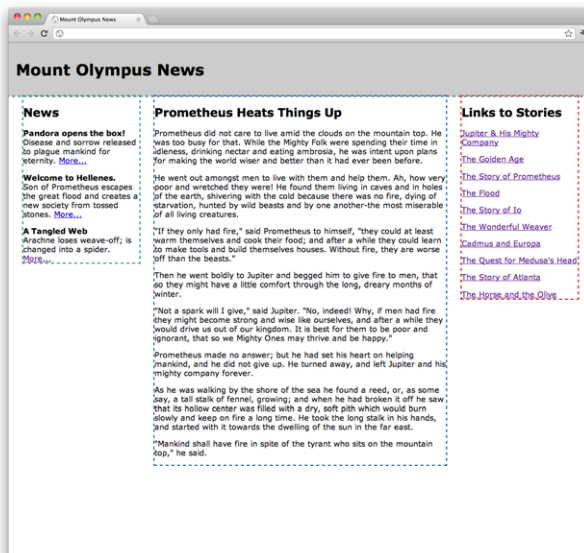 Mount Olympus News
Mount Olympus News
News
Pandora opens the box!
Disease and sorrow released
to plague mankind for
eternity. More...
Welcome to Hellenes.
Son of Prometheus escapes
the great flood and creates a
new society from tossed
stones. More...
A Tangled Web
Arachne loses weave-off; is
changed into a spider.
More...
Prometheus Heats Things Up
Prometheus did not care to live amid the clouds on the mountain top. He
was too busy for that. While the Mighty Folk were spending their time in
idleness, drinking nectar and eating ambrosia, he was intent upon plans
for making the world wiser and better than it had ever been before.
He went out amongst men to live with them and help them. Ah, how very
poor and wretched they were! He found them living in caves and in holes
of the earth, shivering with the cold because there was no fire, dying of
starvation, hunted by wild beasts and by one another-the most miserable
of all living creatures.
"If they only had fire," said Prometheus to himself, "they could at least
warm themselves and cook their food; and after a while they could learn
to make tools and build themselves houses. Without fire, they are worse
off than the beasts."
Then he went boldly to Jupiter and begged him to give fire to men, that
so they might have a little comfort through the long, dreary months of
winter.
"Not a spark will I give," said Jupiter. "No, indeed! Why, if men had fire
they might become strong and wise like ourselves, and after a while they
would drive us out of our kingdom. It is best for them to be poor and
ignorant, that so we Mighty Ones may thrive and be happy."
Prometheus made no answer; but he had set his heart on helping
mankind, and he did not give up. He turned away, and left Jupiter and his
mighty company forever.
As he was walking by the shore of the sea he found a reed, or, as some
say, a tall stalk of fennel, growing; and when he had broken it off he saw
that its hollow center was filled with a dry, soft pith which would burn
slowly and keep on fire a long time. He took the long stalk in his hands,
and started with it towards the dwelling of the sun in the far east.
"Mankind shall have fire in spite of the tyrant who sits on the mountain
top," he said.
Links to Stories
Jupiter & His Mighty
Company
The Golden Age
The Story of Prometheus
The Flood
The Story of Io
The Wonderful Weaver
Cadmus and Europa
The Quest for Medusa's Head
The Story of Atlanta
The Horse and the Olive